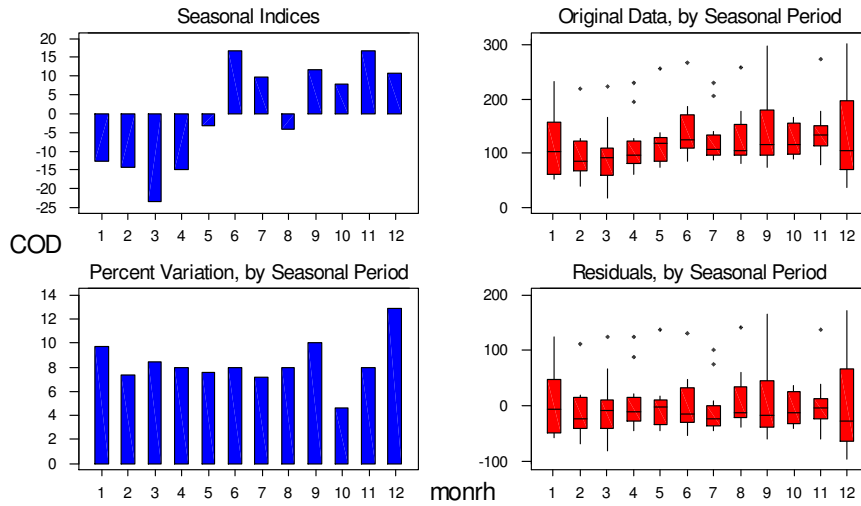 Seasonal Indices
20
15
10
5
0
-5
-10
-15
-20
-25
1 2 3 4 5 6 7 8 9 10 11 12
Original Data, by Seasonal Period
300
200
100
0
1 2 3 4 5 6 7 8 9 10 11 12
COD
Percent Variation, by Seasonal Period
14
12
10
8
6
4
2
0
1 2 3 4 5 6 7 8 9 10 11 12
Residuals, by Seasonal Period
200
100
0
-100
1 2 3 4 5 6 7 8 9 10 11 12
monrh